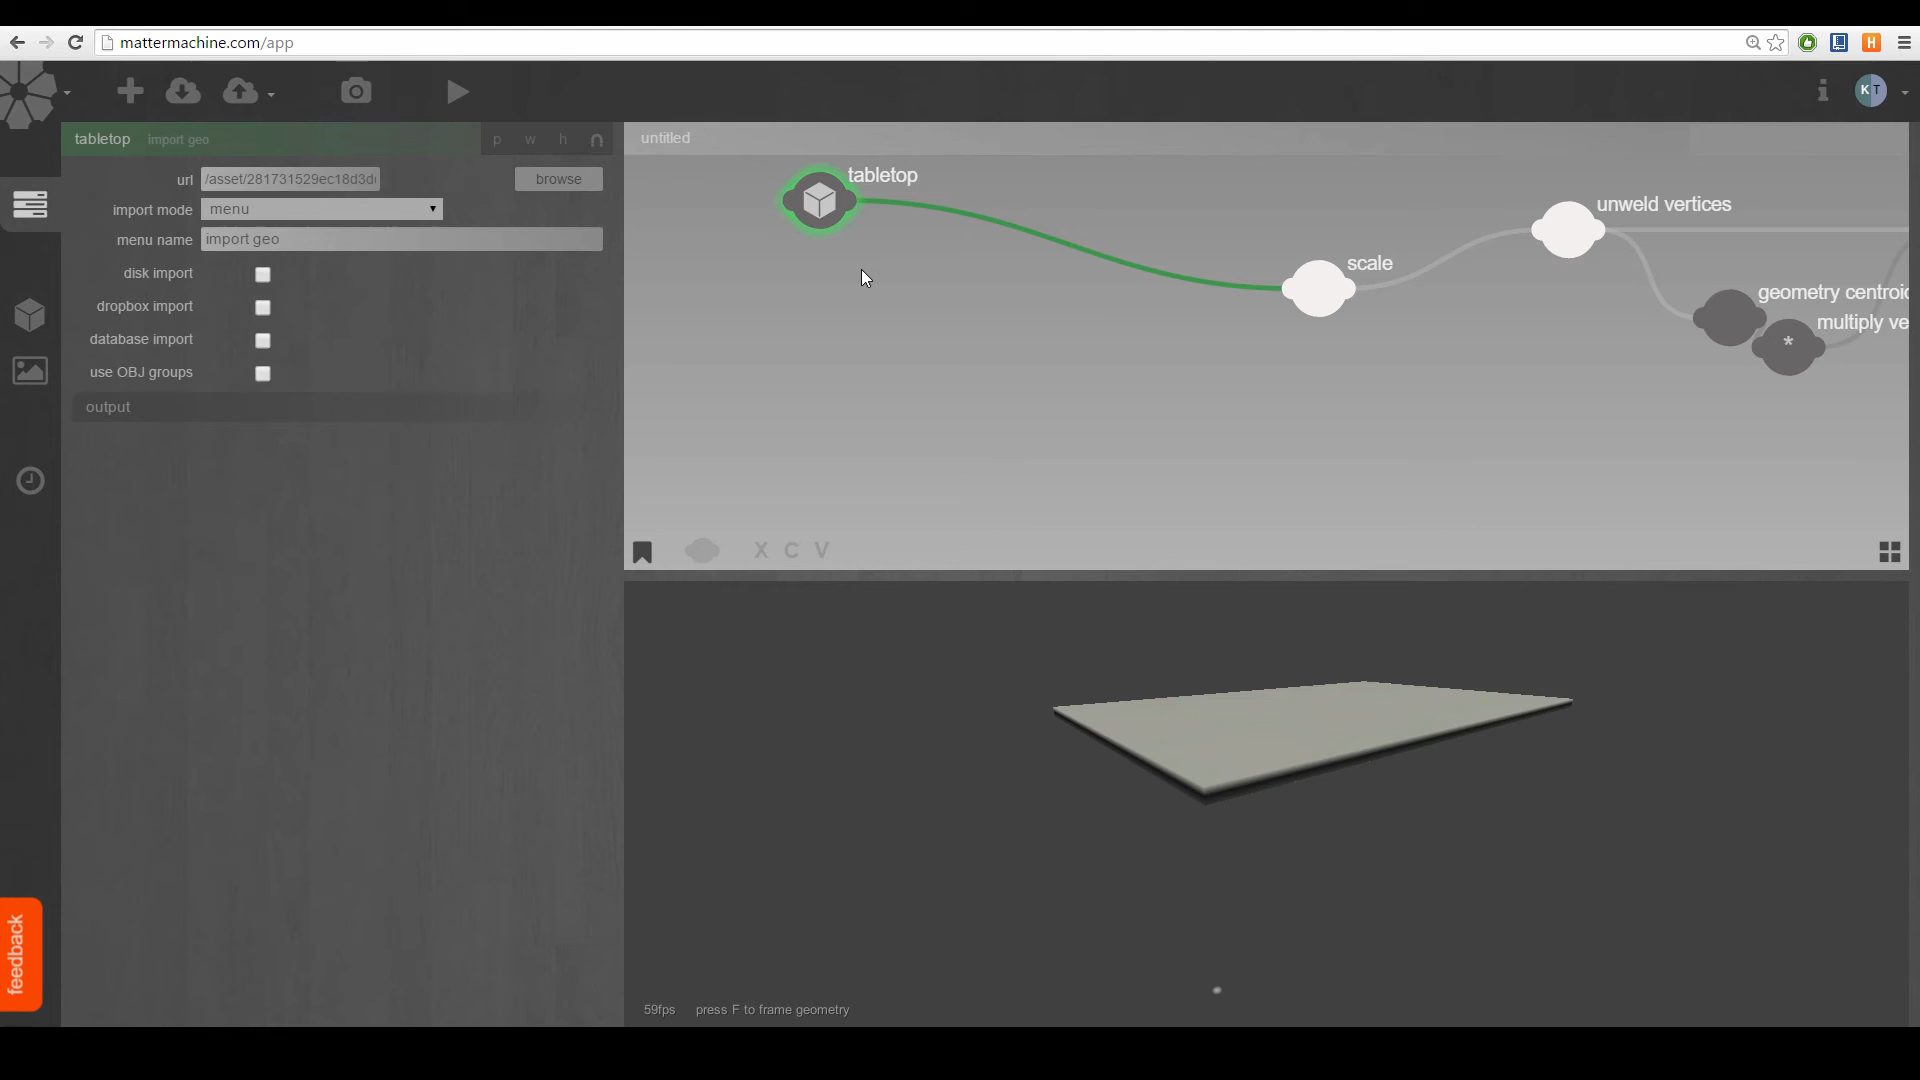 mattermachine.com/app
H
K T
tabletop import geo p w h
url /asset/281731529ec18d3d browse
import mode menu
menu name import geo
disk import
dropbox import
database import
use OBJ groups
output
untitled
tabletop
unweld vertices
scale
geometry centroid
multiply ve
*
X C V
feedback
59fps press F to frame geometry